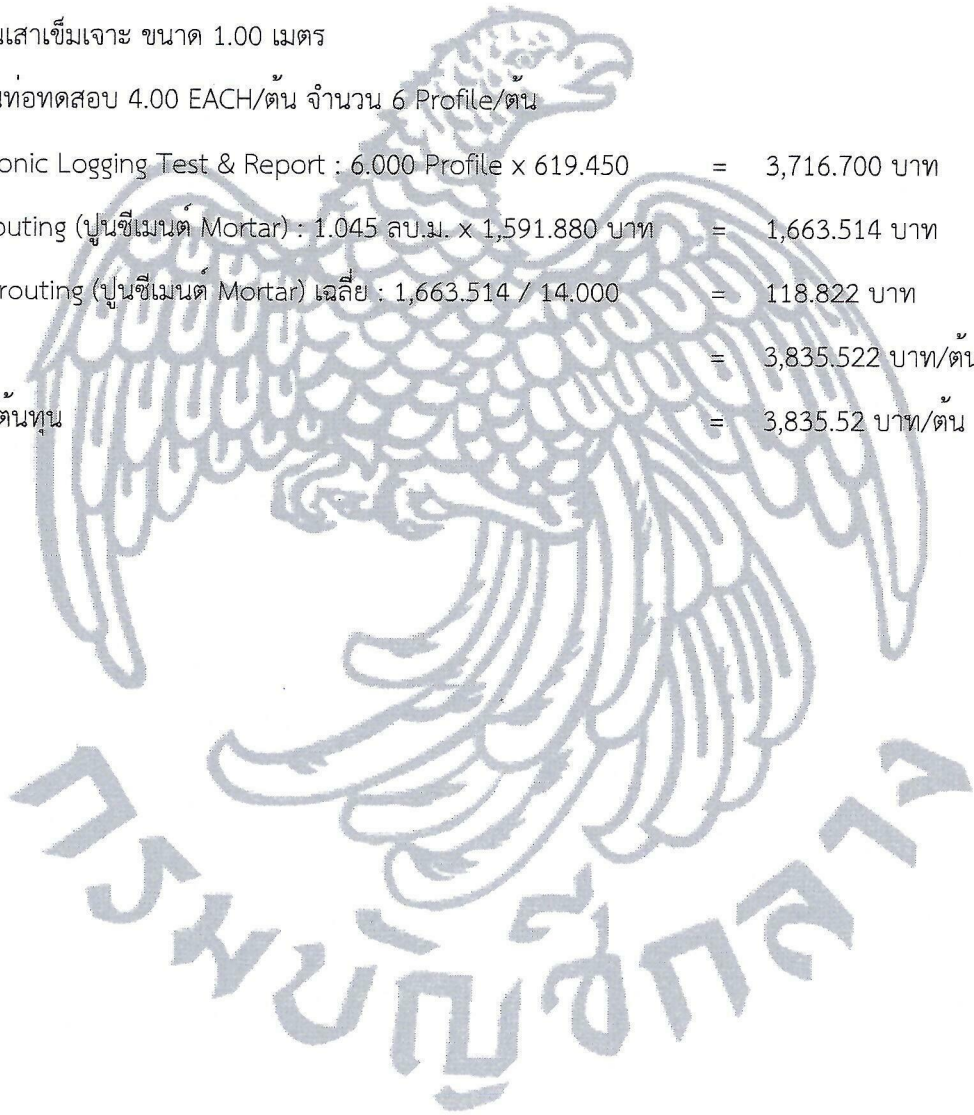 นเสาเข็มเจาะ ขนาด 1.00 เมตร
นท่อทดสอบ 4.00 EACH/ต้น จำนวน 6 Profile/ต้น
onic Logging Test & Report : 6.000 Profile x 619.450 = 3,716.700 บาท
outing (ปูนซีเมนต์ Mortar) : 1.045 ลบ.ม. x 1,591.880 บาท = 1,663.514 บาท
routing (ปูนซีเมนต์ Mortar) เฉลี่ย : 1,663.514 / 14.000 = 118.822 บาท
= 3,835.522 บาท/ต้น
ต้นทุน = 3,835.52 บาท/ต้น
กรมบัญชีกลาง